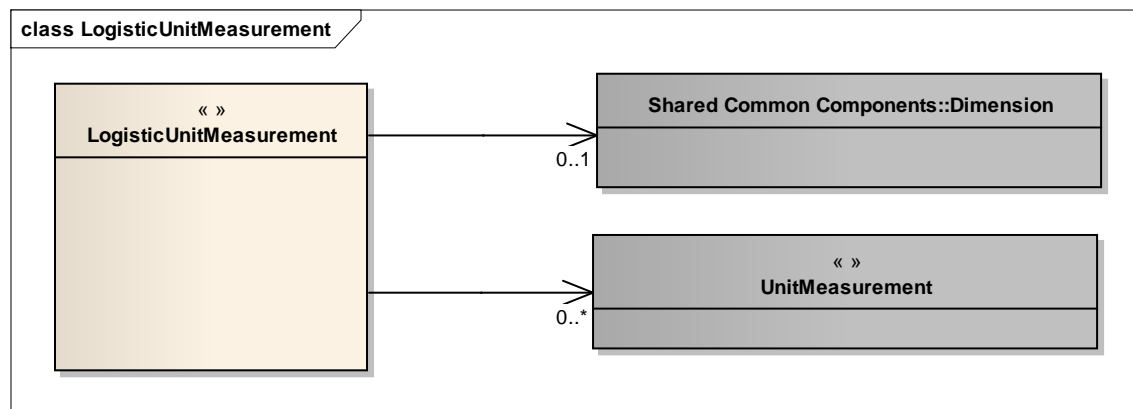 class LogisticUnitMeasurement
« »
LogisticUnitMeasurement
Shared Common Components::Dimension
0..1
« »
UnitMeasurement
0..*